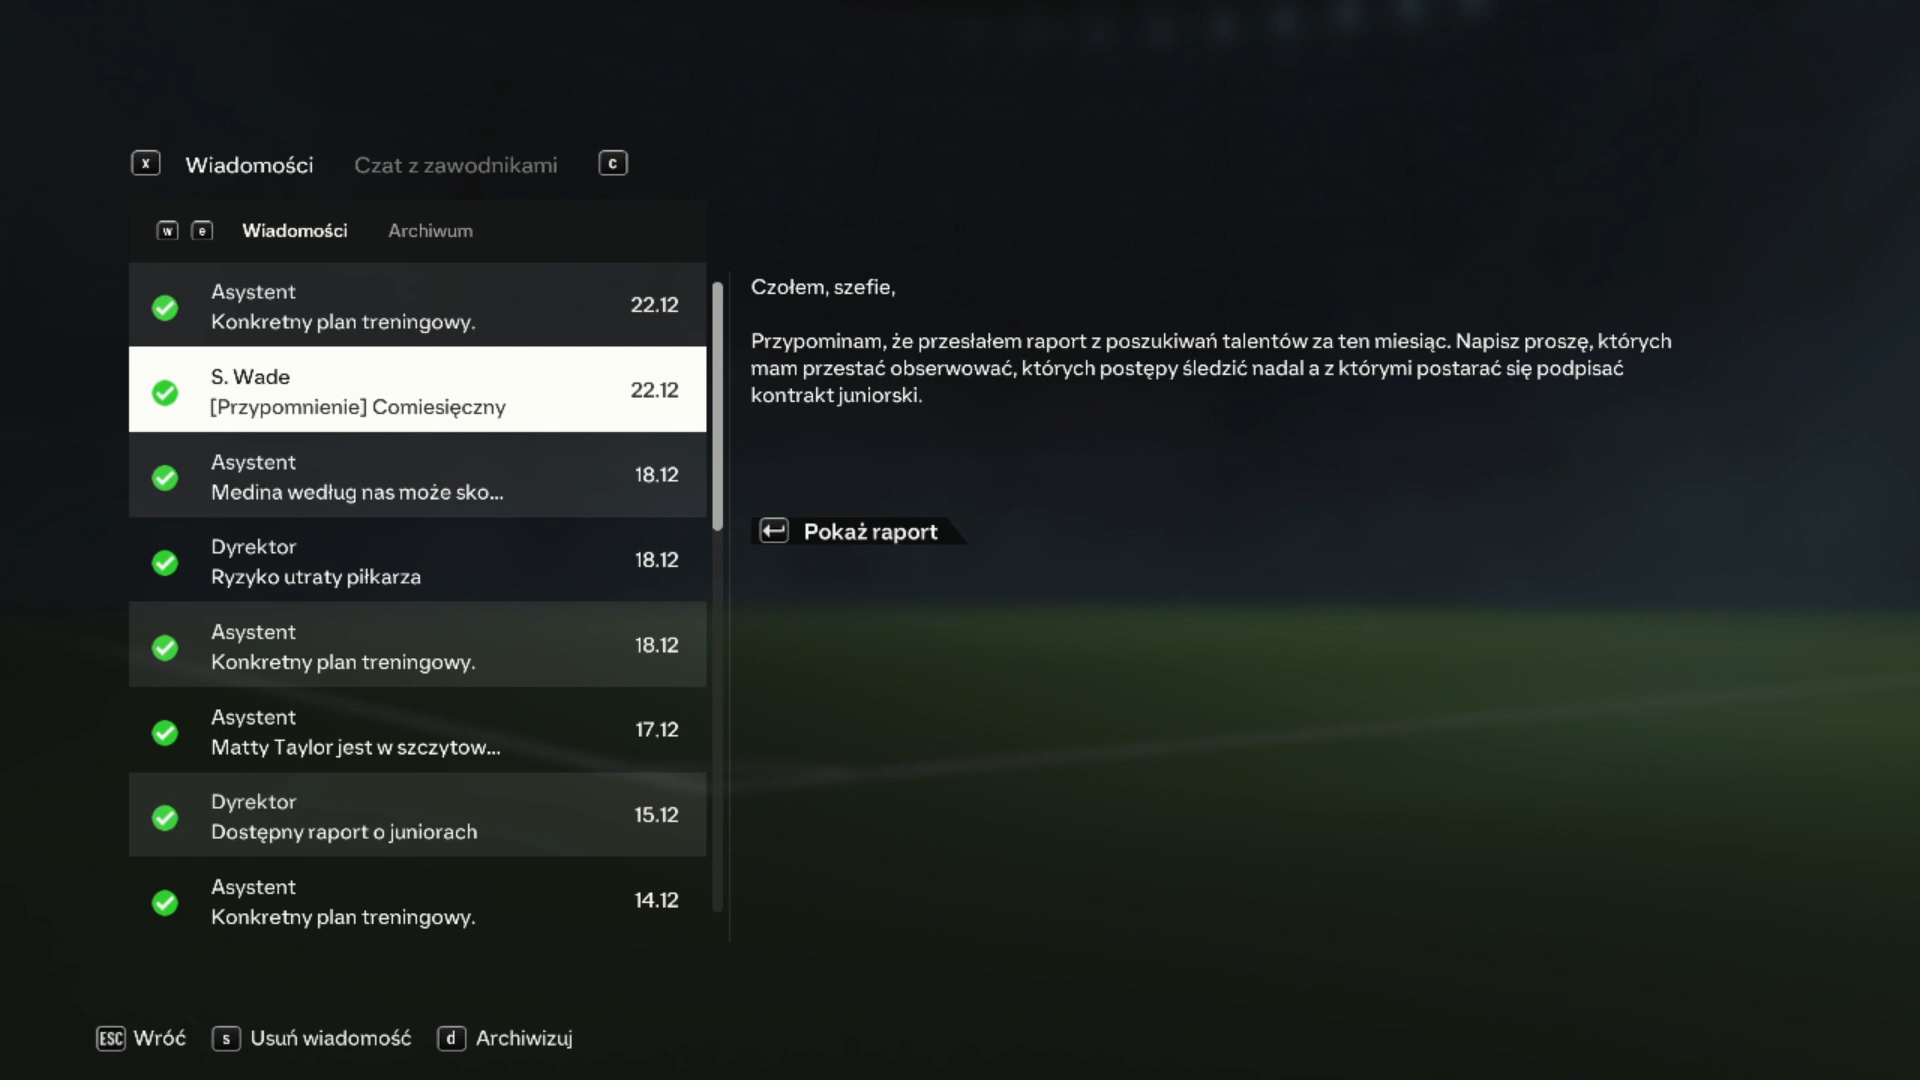 x Wiadomości Czat z zawodnikami c
w e Wiadomości Archiwum
Asystent
Konkretny plan treningowy.
22.12
S. Wade
[Przypomnienie] Comiesięczny
22.12
Asystent
Medina według nas może sko...
18.12
Dyrektor
Ryzyko utraty piłkarza
18.12
Asystent
Konkretny plan treningowy.
18.12
Asystent
Matty Taylor jest w szczytow...
17.12
Dyrektor
Dostępny raport o juniorach
15.12
Asystent
Konkretny plan treningowy.
14.12
Czołem, szefie,
Przypominam, że przesłałem raport z poszukiwań talentów za ten miesiąc. Napisz proszę, których
mam przestać obserwować, których postępy śledzić nadal a z którymi postarać się podpisać
kontrakt juniorski.
Pokaż raport
ESC Wróć s Usuń wiadomość d Archiwizuj